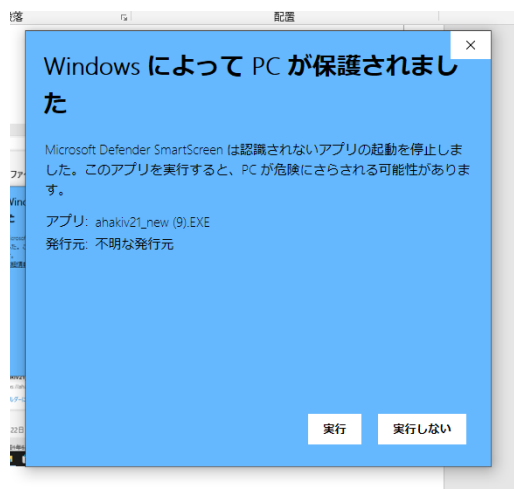 落
配置
Windows によって PC が保護されまし
た
Microsoft Defender SmartScreen は認識されないアプリの起動を停止しま
した。このアプリを実行すると、PC が危険にさらされる可能性がありま
す。
アプリ: ahakiv21_new (9).EXE
発行元: 不明な発行元
実行
実行しない